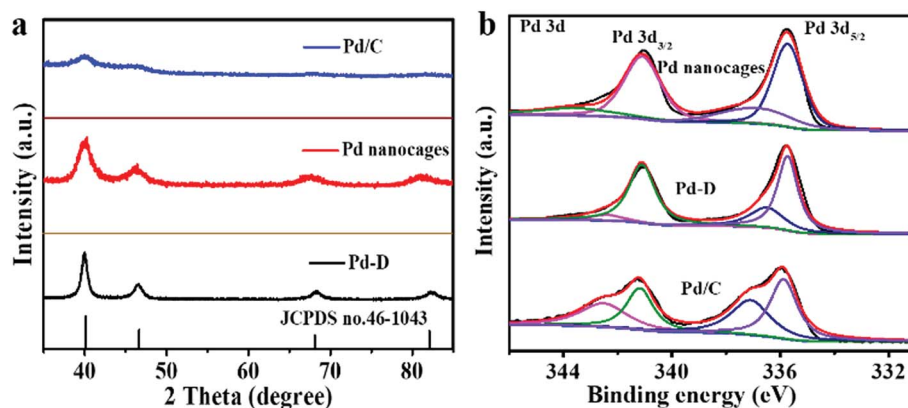 a
Pd/C
Pd nanocages
Pd-D
JCPDS no.46-1043
40 50 60 70 80
2 Theta (degree)
Intensity (a.u.)
b
Pd 3d
Pd 3d3/2
Pd 3d5/2
Pd nanocages
Pd-D
Pd/C
344 340 336 332
Binding energy (eV)
Intensity (a.u.)